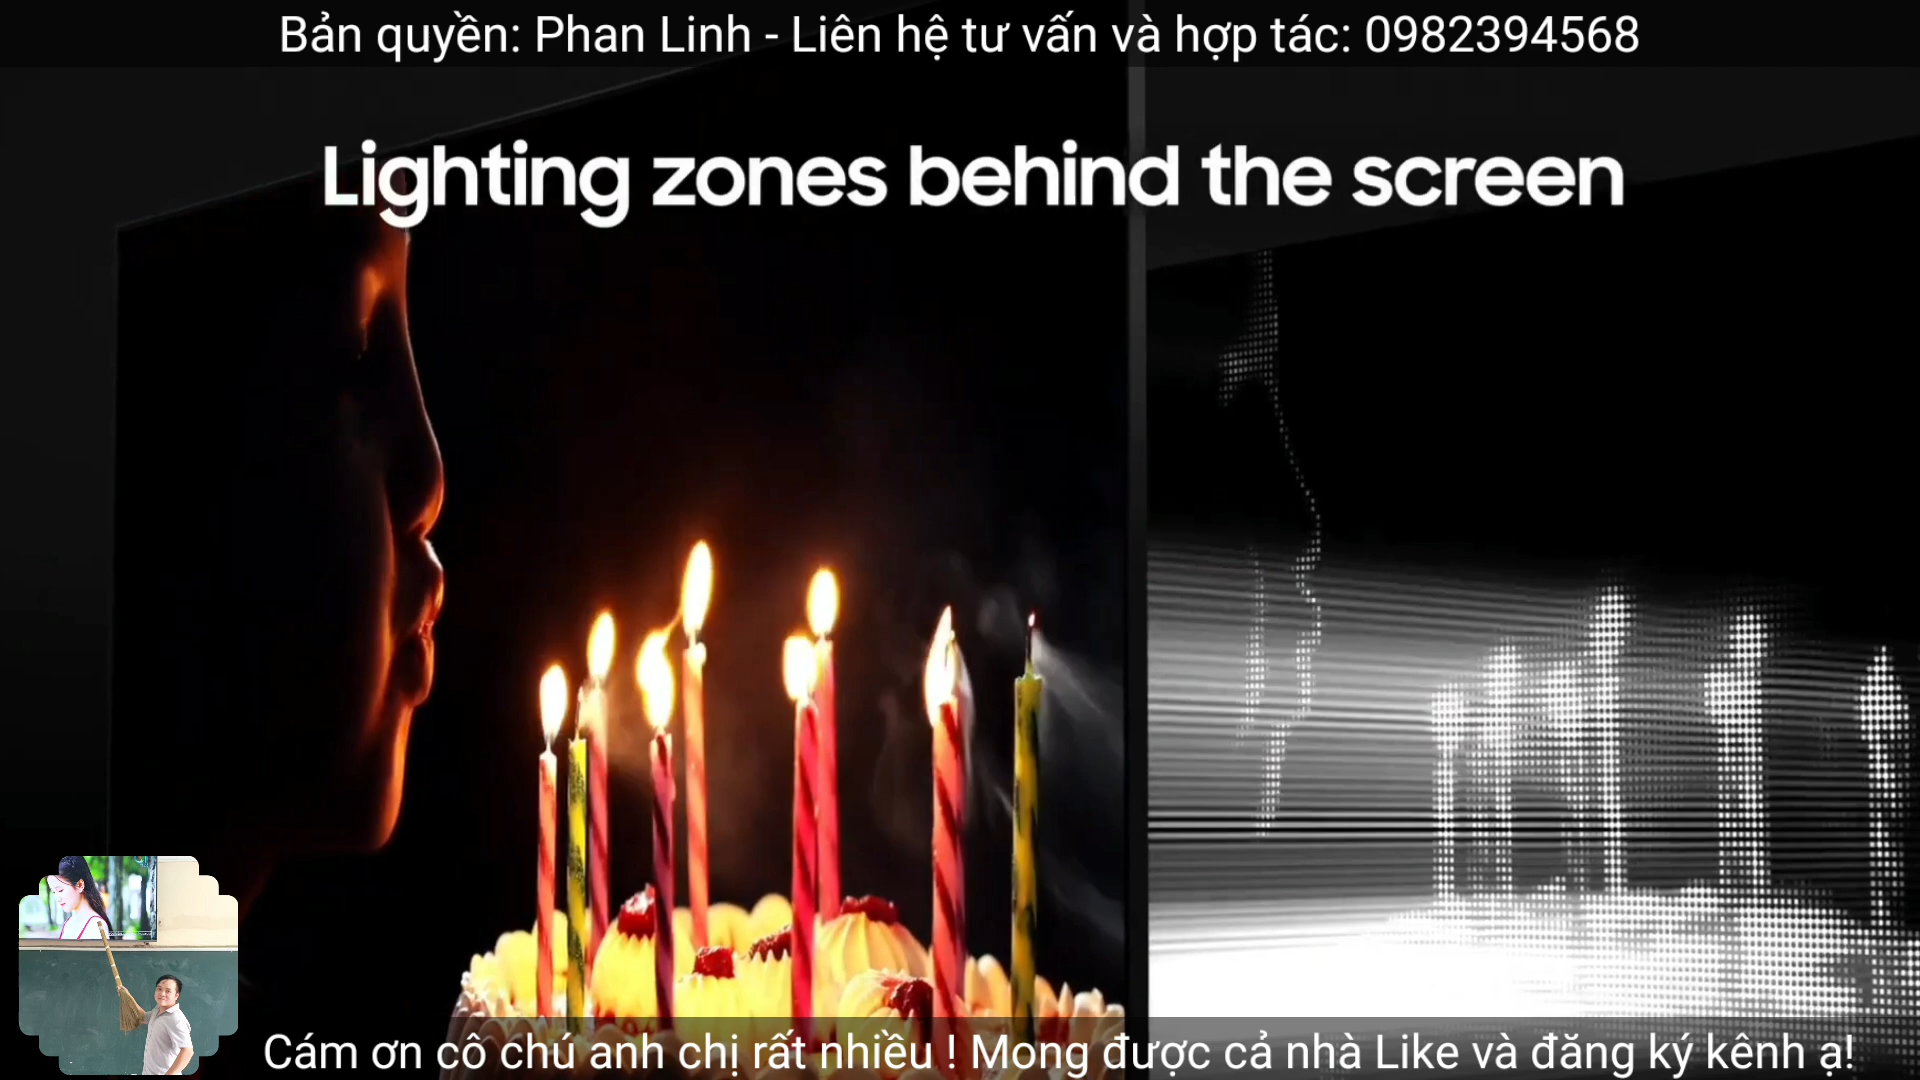 Bản quyền: Phan Linh - Liên hệ tư vấn và hợp tác: 0982394568
Lighting zones behind the screen
Cám ơn cô chú anh chị rất nhiều ! Mong được cả nhà Like và đăng ký kênh ạ!